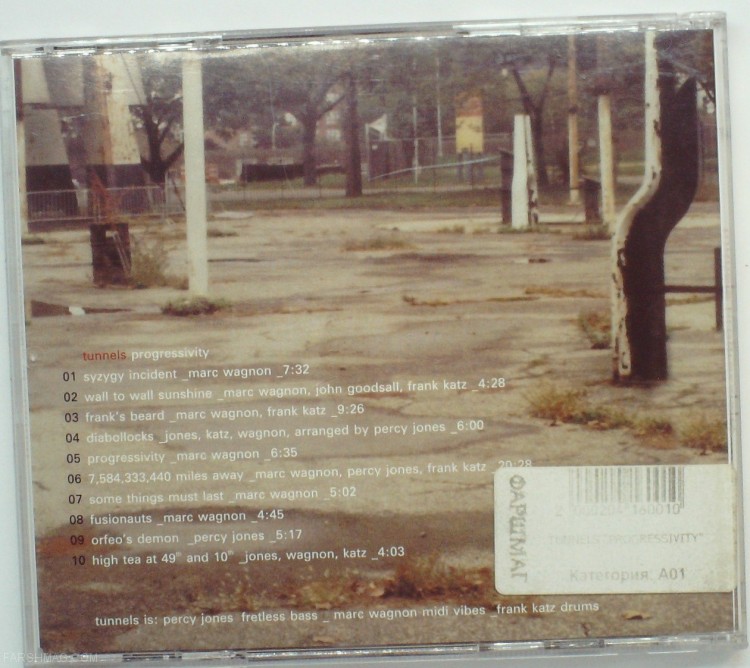 tunnels progressivity
01 syzygy incident _marc wagnon _7:32
02 wall to wall sunshine _marc wagnon, john goodsall, frank katz _4:28
03 frank's beard _marc wagnon, frank katz _9:26
04 diabollocks _jones, katz, wagnon, arranged by percy jones _6:00
05 progressivity _marc wagnon _6:35
06 7,584,333,440 miles away _marc wagnon, percy jones, frank katz _20:28
07 some things must last _marc wagnon _5:02
08 fusionauts _marc wagnon _4:45
09 orfeo's demon _percy jones _5:17
10 high tea at 49th and 10th _jones, wagnon, katz _4:03
tunnels is: percy jones fretless bass _ marc wagnon midi vibes _frank katz drums
ФАРШМАГ
TUNNELS "PROGRESSIVITY"
Категория: A01